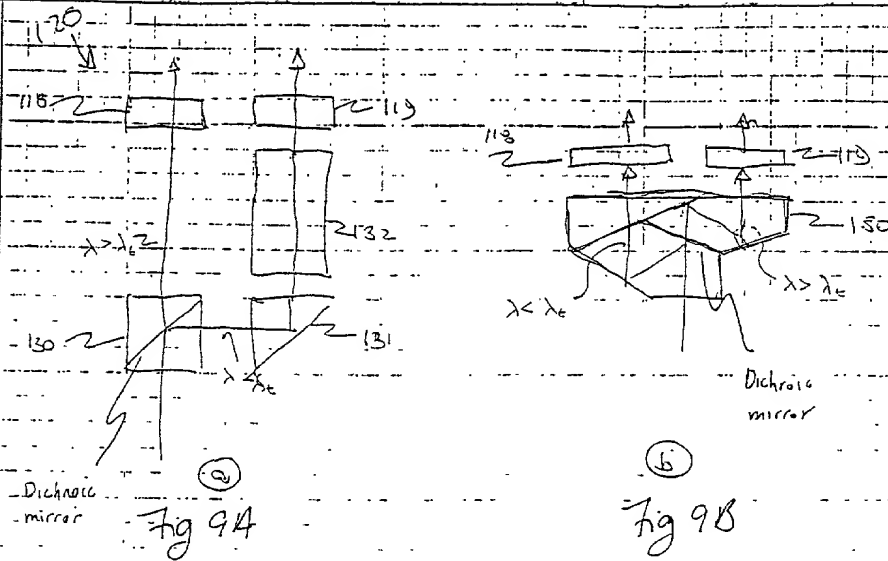 120
118
119
λ > λt
132
130
131
λ < λt
Dichroic
mirror
a
Fig 9A
118
119
150
λ < λt
λ > λt
Dichroic
mirror
b
Fig 9B